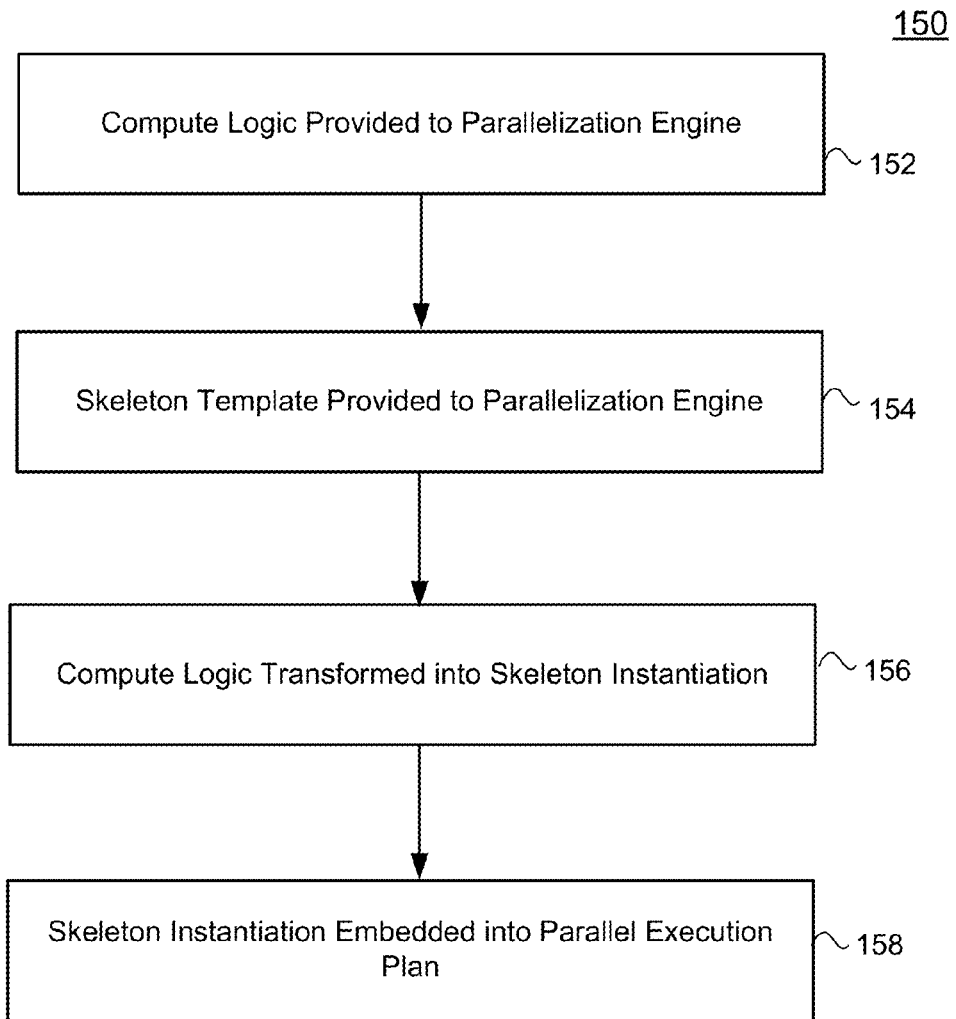 150
Compute Logic Provided to Parallelization Engine
152
Skeleton Template Provided to Parallelization Engine
154
Compute Logic Transformed into Skeleton Instantiation
156
Skeleton Instantiation Embedded into Parallel Execution
Plan
158